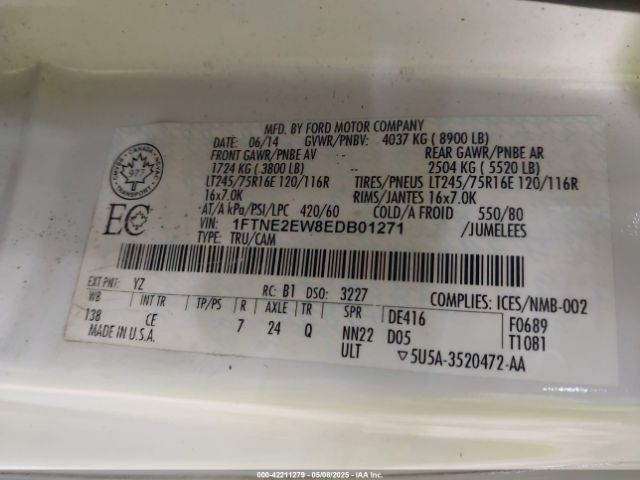 MFD. BY FORD MOTOR COMPANY
DATE: 06/14 GVWR/PNBV: 4037 KG ( 8900 LB)
FRONT GAWR/PNBE AV REAR GAWR/PNBE AR
1724 KG ( 3800 LB) 2504 KG ( 5520 LB)
LT245/75R16E 120/116R TIRES/PNEUS LT245/75R16E 120/116R
16x7.0K RIMS/JANTES 16x7.0K
AT/A kPa/PSI/LPC 420/60 COLD/A FROID 550/80
VIN: 1FTNE2EW8EDB01271 /JUMELEES
TYPE: TRU/CAM
CANADA
TRANSPORT
977
EC
EXT PNT: YZ RC: B1 DSO: 3227 COMPLIES: ICES/NMB-002
WB INT TR TP/PS R AXLE TR SPR DE416 F0689
138 CE 7 24 Q NN22 D05 T1081
MADE IN U.S.A. ULT ▽5U5A-3520472-AA
000-42211279 - 05/08/2025 - IAAI, Inc.